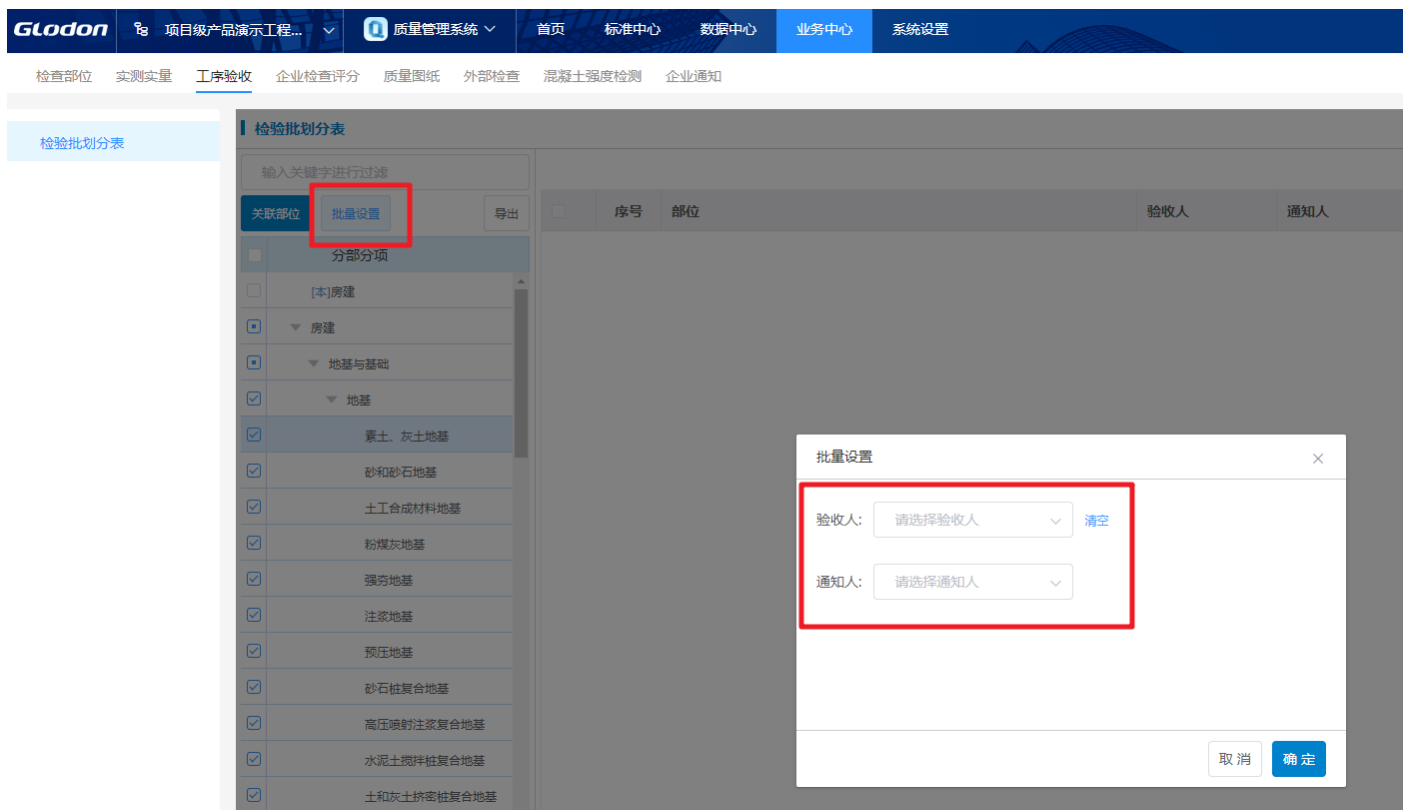 GLodon 项目级产品演示工程... 质量管理系统 首页 标准中心 数据中心 业务中心 系统设置
检查部位 实测实量 工序验收 企业检查评分 质量图纸 外部检查 混凝土强度检测 企业通知
检验批划分表
检验批划分表
输入关键字进行过滤
关联部位 批量设置 导出
序号 部位 验收人 通知人
分部分项
[本]房建
房建
地基与基础
地基
素土、灰土地基
砂和砂石地基
土工合成材料地基
粉煤灰地基
强夯地基
注浆地基
预压地基
砂石桩复合地基
高压喷射注浆复合地基
水泥土搅拌桩复合地基
土和灰土挤密桩复合地基
批量设置
验收人: 请选择验收人 清空
通知人: 请选择通知人
取消 确定